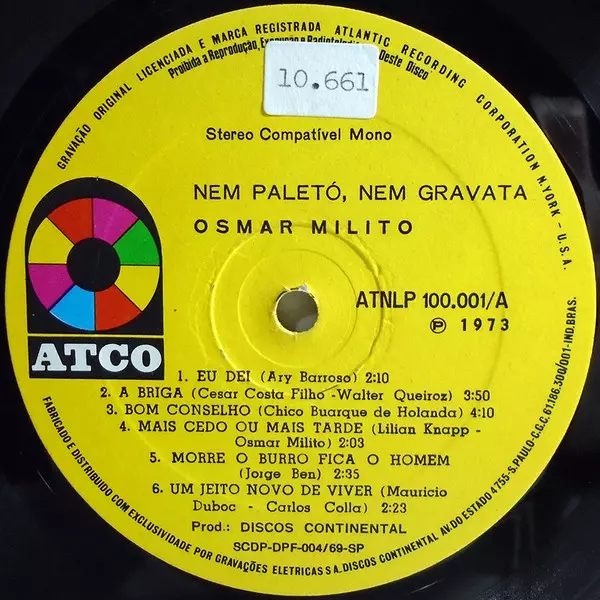 GRAVAÇÃO ORIGINAL LICENCIADA E MARCA REGISTRADA ATLANTIC RECORDING CORPORATION N.YORK - U.S.A.
Proibida a Reprodução, Execução e Deste Disco
10.661
Stereo Compatível Mono
NEM PALETÓ, NEM GRAVATA
OSMAR MILITO
ATCO
ATNLP 100.001/A
℗ 1973
1. EU DEI (Ary Barroso) 2:10
2. A BRIGA (Cesar Costa Filho -Walter Queiroz) 3:50
3. BOM CONSELHO (Chico Buarque de Holanda) 4:10
4. MAIS CEDO OU MAIS TARDE (Lilian Knapp -
Osmar Milito) 2:03
5. MORRE O BURRO FICA O HOMEM
(Jorge Ben) 2:35
6. UM JEITO NOVO DE VIVER (Mauricio
Duboc - Carlos Colla) 2:23
Prod.: DISCOS CONTINENTAL
SCDP-DPF-004/69-SP
FABRICADO E DISTRIBUIDO COM EXCLUSIVIDADE POR GRAVAÇÕES ELETRICAS S A. DISCOS CONTINENTAL AV. DO ESTADO 4755-S. PAULO-C.G.C. 61.186.300/001-IND. BRAS.